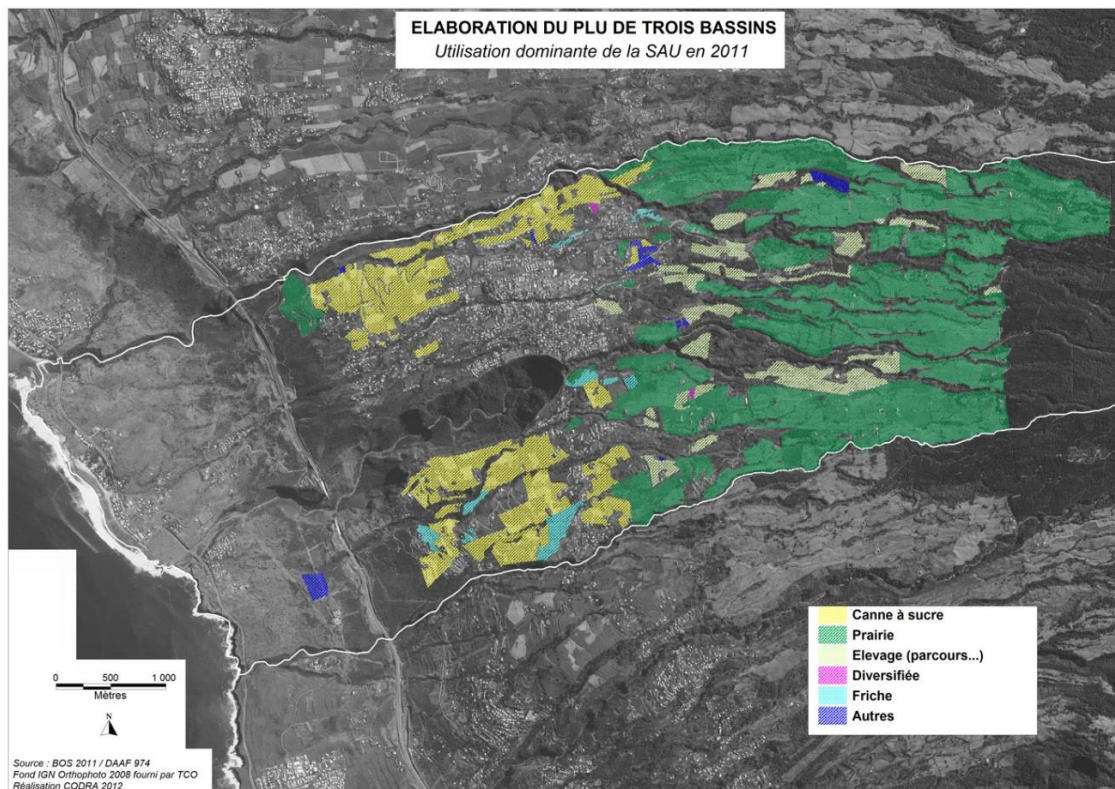 ELABORATION DU PLU DE TROIS BASSINS
Utilisation dominante de la SAU en 2011
Canne à sucre
Prairie
Elevage (parcours...)
Diversifiée
Friche
Autres
0 500 1 000
Mètres
N
Source : BOS 2011 / DAAF 974
Fond IGN Orthophoto 2008 fourni par TCO
Réalisation CODRA 2012